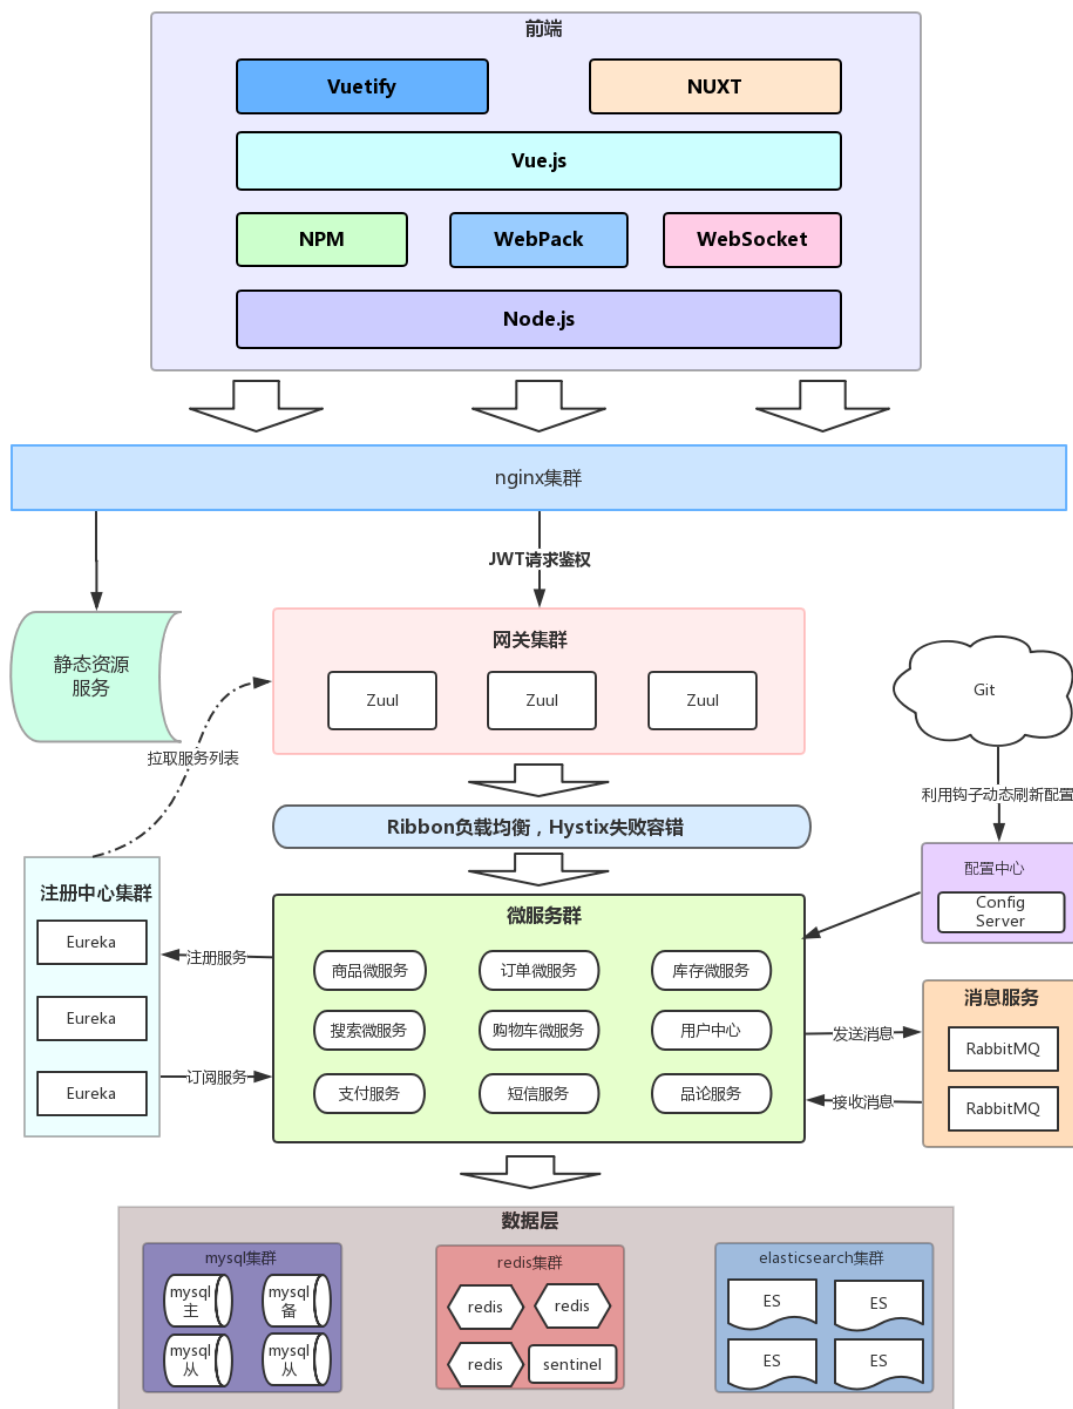 前端
Vuetify
NUXT
Vue.js
NPM
WebPack
WebSocket
Node.js
nginx集群
JWT请求鉴权
静态资源
服务
网关集群
Zuul
Zuul
Zuul
Git
拉取服务列表
利用钩子动态刷新配置
Ribbon负载均衡，Hystix失败容错
配置中心
Config
Server
注册中心集群
Eureka
Eureka
Eureka
注册服务
订阅服务
微服务群
商品微服务
订单微服务
库存微服务
搜索微服务
购物车微服务
用户中心
支付服务
短信服务
品论服务
发送消息
接收消息
消息服务
RabbitMQ
RabbitMQ
数据层
mysql集群
mysql
主
mysql
备
mysql
从
mysql
从
redis集群
redis
redis
redis
sentinel
elasticsearch集群
ES
ES
ES
ES